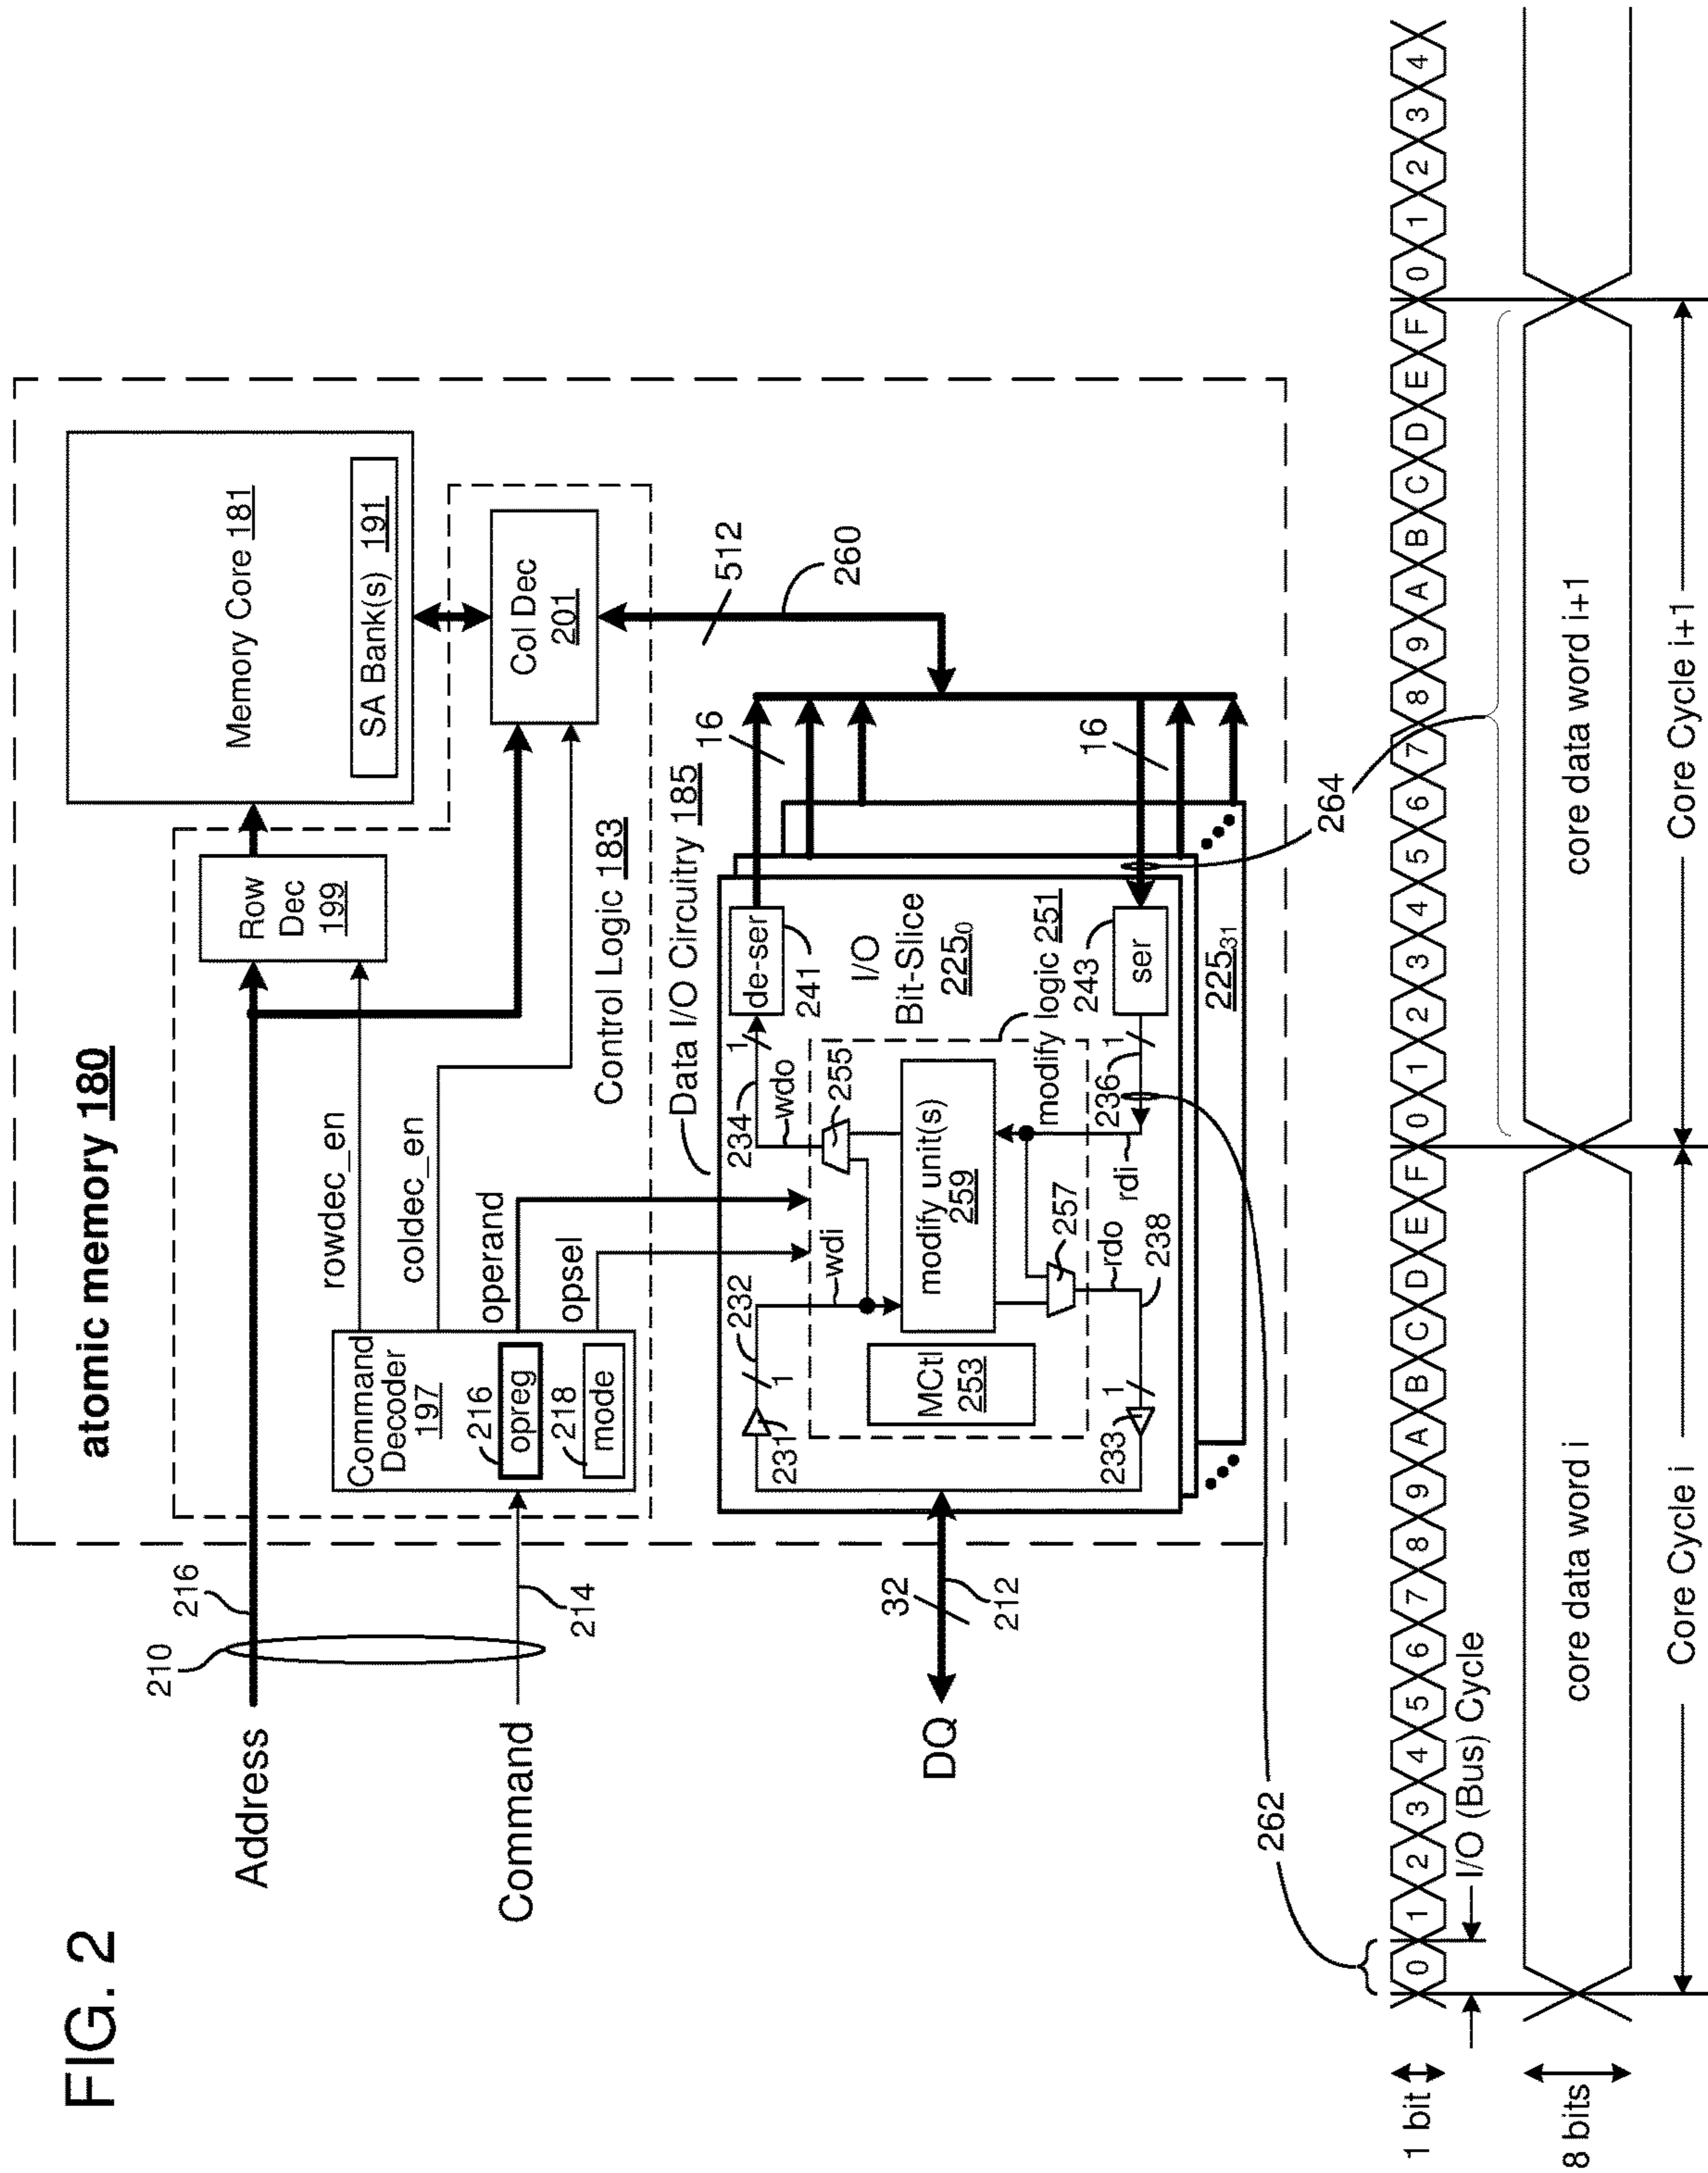 FIG. 2
atomic memory 180
Address
216
210
Command
214
rowdec_en
coldec_en
operand
opsel
Row
Dec
199
Memory Core 181
SA Bank(s) 191
Col Dec
201
Command
Decoder
197
216
opreg
218
mode
Control Logic 183
512
260
Data I/O Circuitry 185
16
16
DQ
32
212
231
1
232
wdi
234
1
wdo
255
de-ser
241
I/O
Bit-Slice
225₀
modify logic 251
modify unit(s)
259
MCtl
253
257
rdo
rdi
236
1
243
ser
233
1
238
225₃₁
264
262
1 bit
0 1 2 3 4 5 6 7 8 9 A B C D E F 0 1 2 3 4 5 6 7 8 9 A B C D E F 0 1 2 3 4
I/O (Bus) Cycle
8 bits
core data word i
core data word i+1
Core Cycle i
Core Cycle i+1